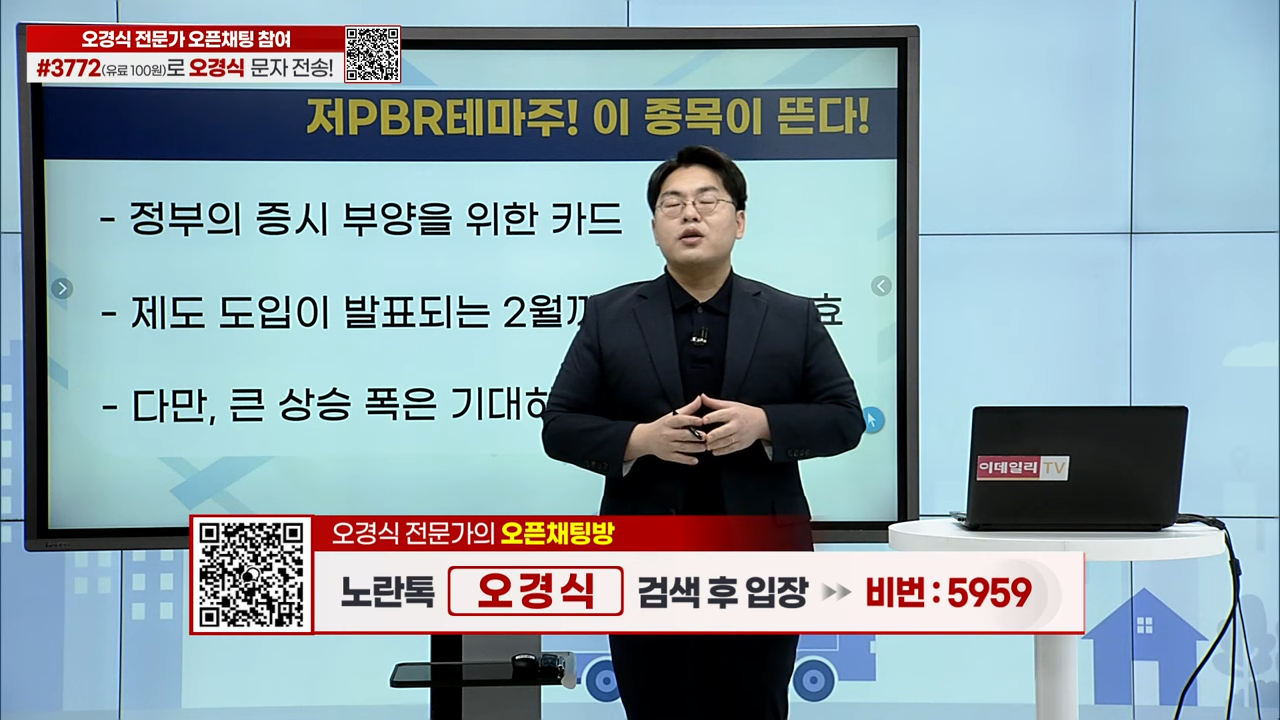 오경식 전문가 오픈채팅 참여
#3772(유료 100원)로 오경식 문자 전송!
저PBR테마주! 이 종목이 뜬다!
- 정부의 증시 부양을 위한 카드
- 제도 도입이 발표되는 2월까
- 다만, 큰 상승 폭은
이데일리 TV
오경식 전문가의 오픈채팅방
노란톡 오경식 검색 후 입장 비번 : 5959